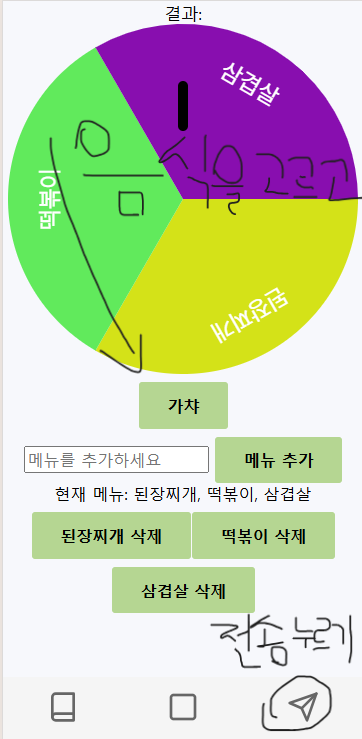 결과:
삼겹살
떡볶이
음식을 고르고
된장찌개
가챠
메뉴를 추가하세요
메뉴 추가
현재 메뉴: 된장찌개, 떡볶이, 삼겹살
된장찌개 삭제
떡볶이 삭제
삼겹살 삭제
전송 누르기